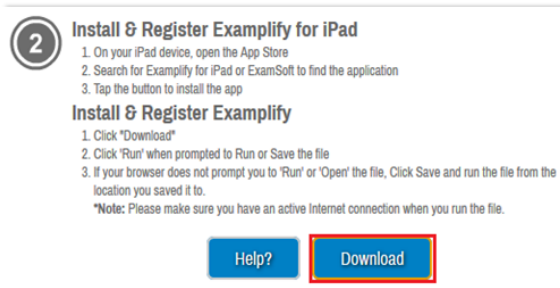 2
Install & Register Examplify for iPad
1. On your iPad device, open the App Store
2. Search for Examplify for iPad or ExamSoft to find the application
3. Tap the button to install the app
Install & Register Examplify
1. Click "Download"
2. Click 'Run' when prompted to Run or Save the file
3. If your browser does not prompt you to 'Run' or 'Open' the file, Click Save and run the file from the
location you saved it to.
*Note: Please make sure you have an active Internet connection when you run the file.
Help? Download